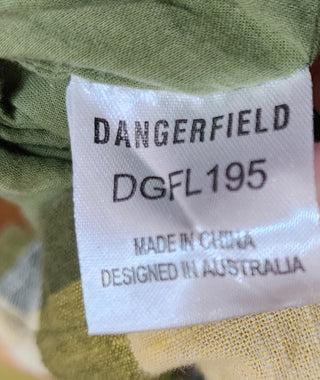 DANGERFIELD
DGFL195
MADE IN CHINA
DESIGNED IN AUSTRALIA